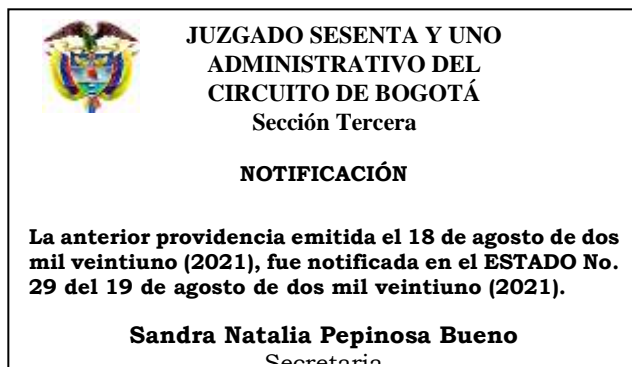 JUZGADO SESENTA Y UNO
ADMINISTRATIVO DEL
CIRCUITO DE BOGOTÁ
Sección Tercera
NOTIFICACIÓN
La anterior providencia emitida el 18 de agosto de dos
mil veintiuno (2021), fue notificada en el ESTADO No.
29 del 19 de agosto de dos mil veintiuno (2021).
Sandra Natalia Pepinosa Bueno
Secretaria